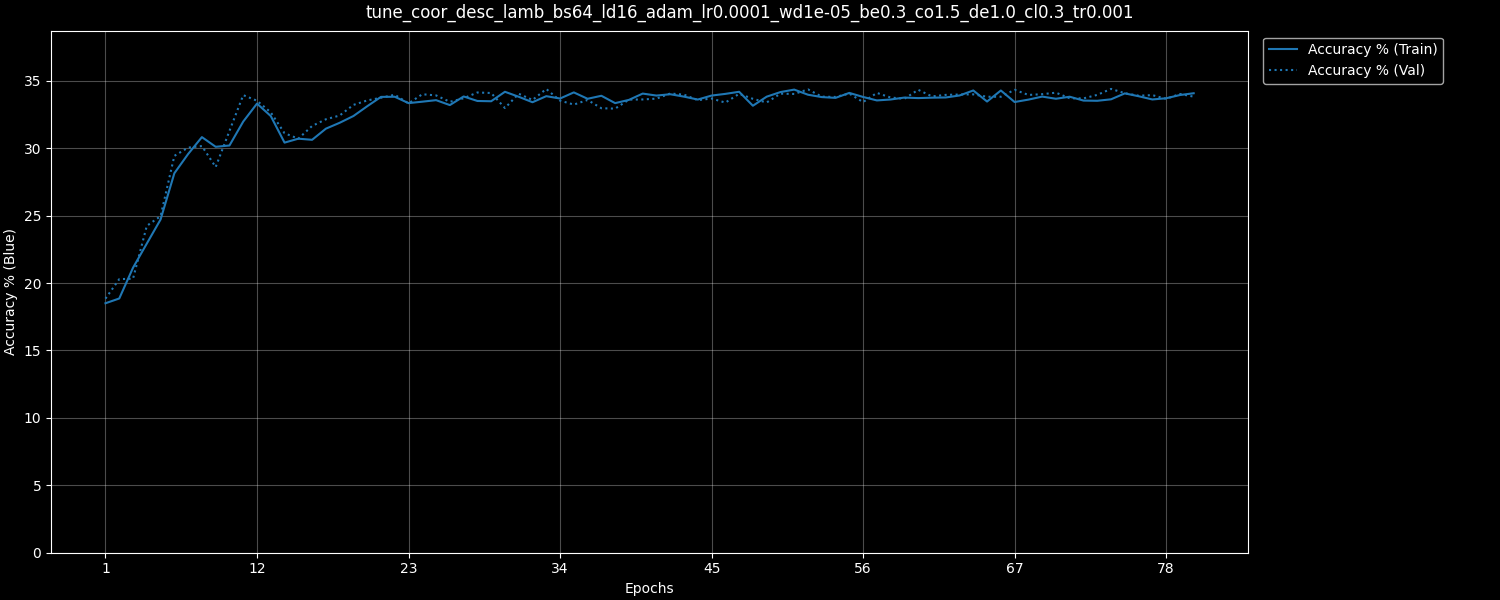 tune_coor_desc_lamb_bs64_ld16_adam_lr0.0001_wd1e-05_be0.3_co1.5_de1.0_cl0.3_tr0.001
Accuracy % (Train)
Accuracy % (Val)
Accuracy % (Blue)
35
30
25
20
15
10
5
0
1 12 23 34 45 56 67 78
Epochs